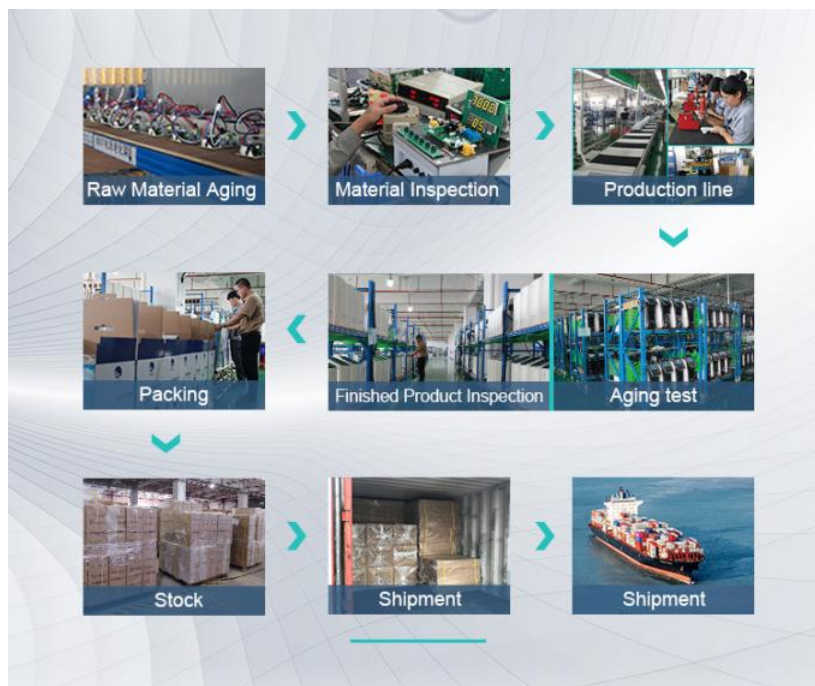 Raw Material Aging
Material Inspection
Production line
Packing
Finished Product Inspection
Aging test
Stock
Shipment
Shipment